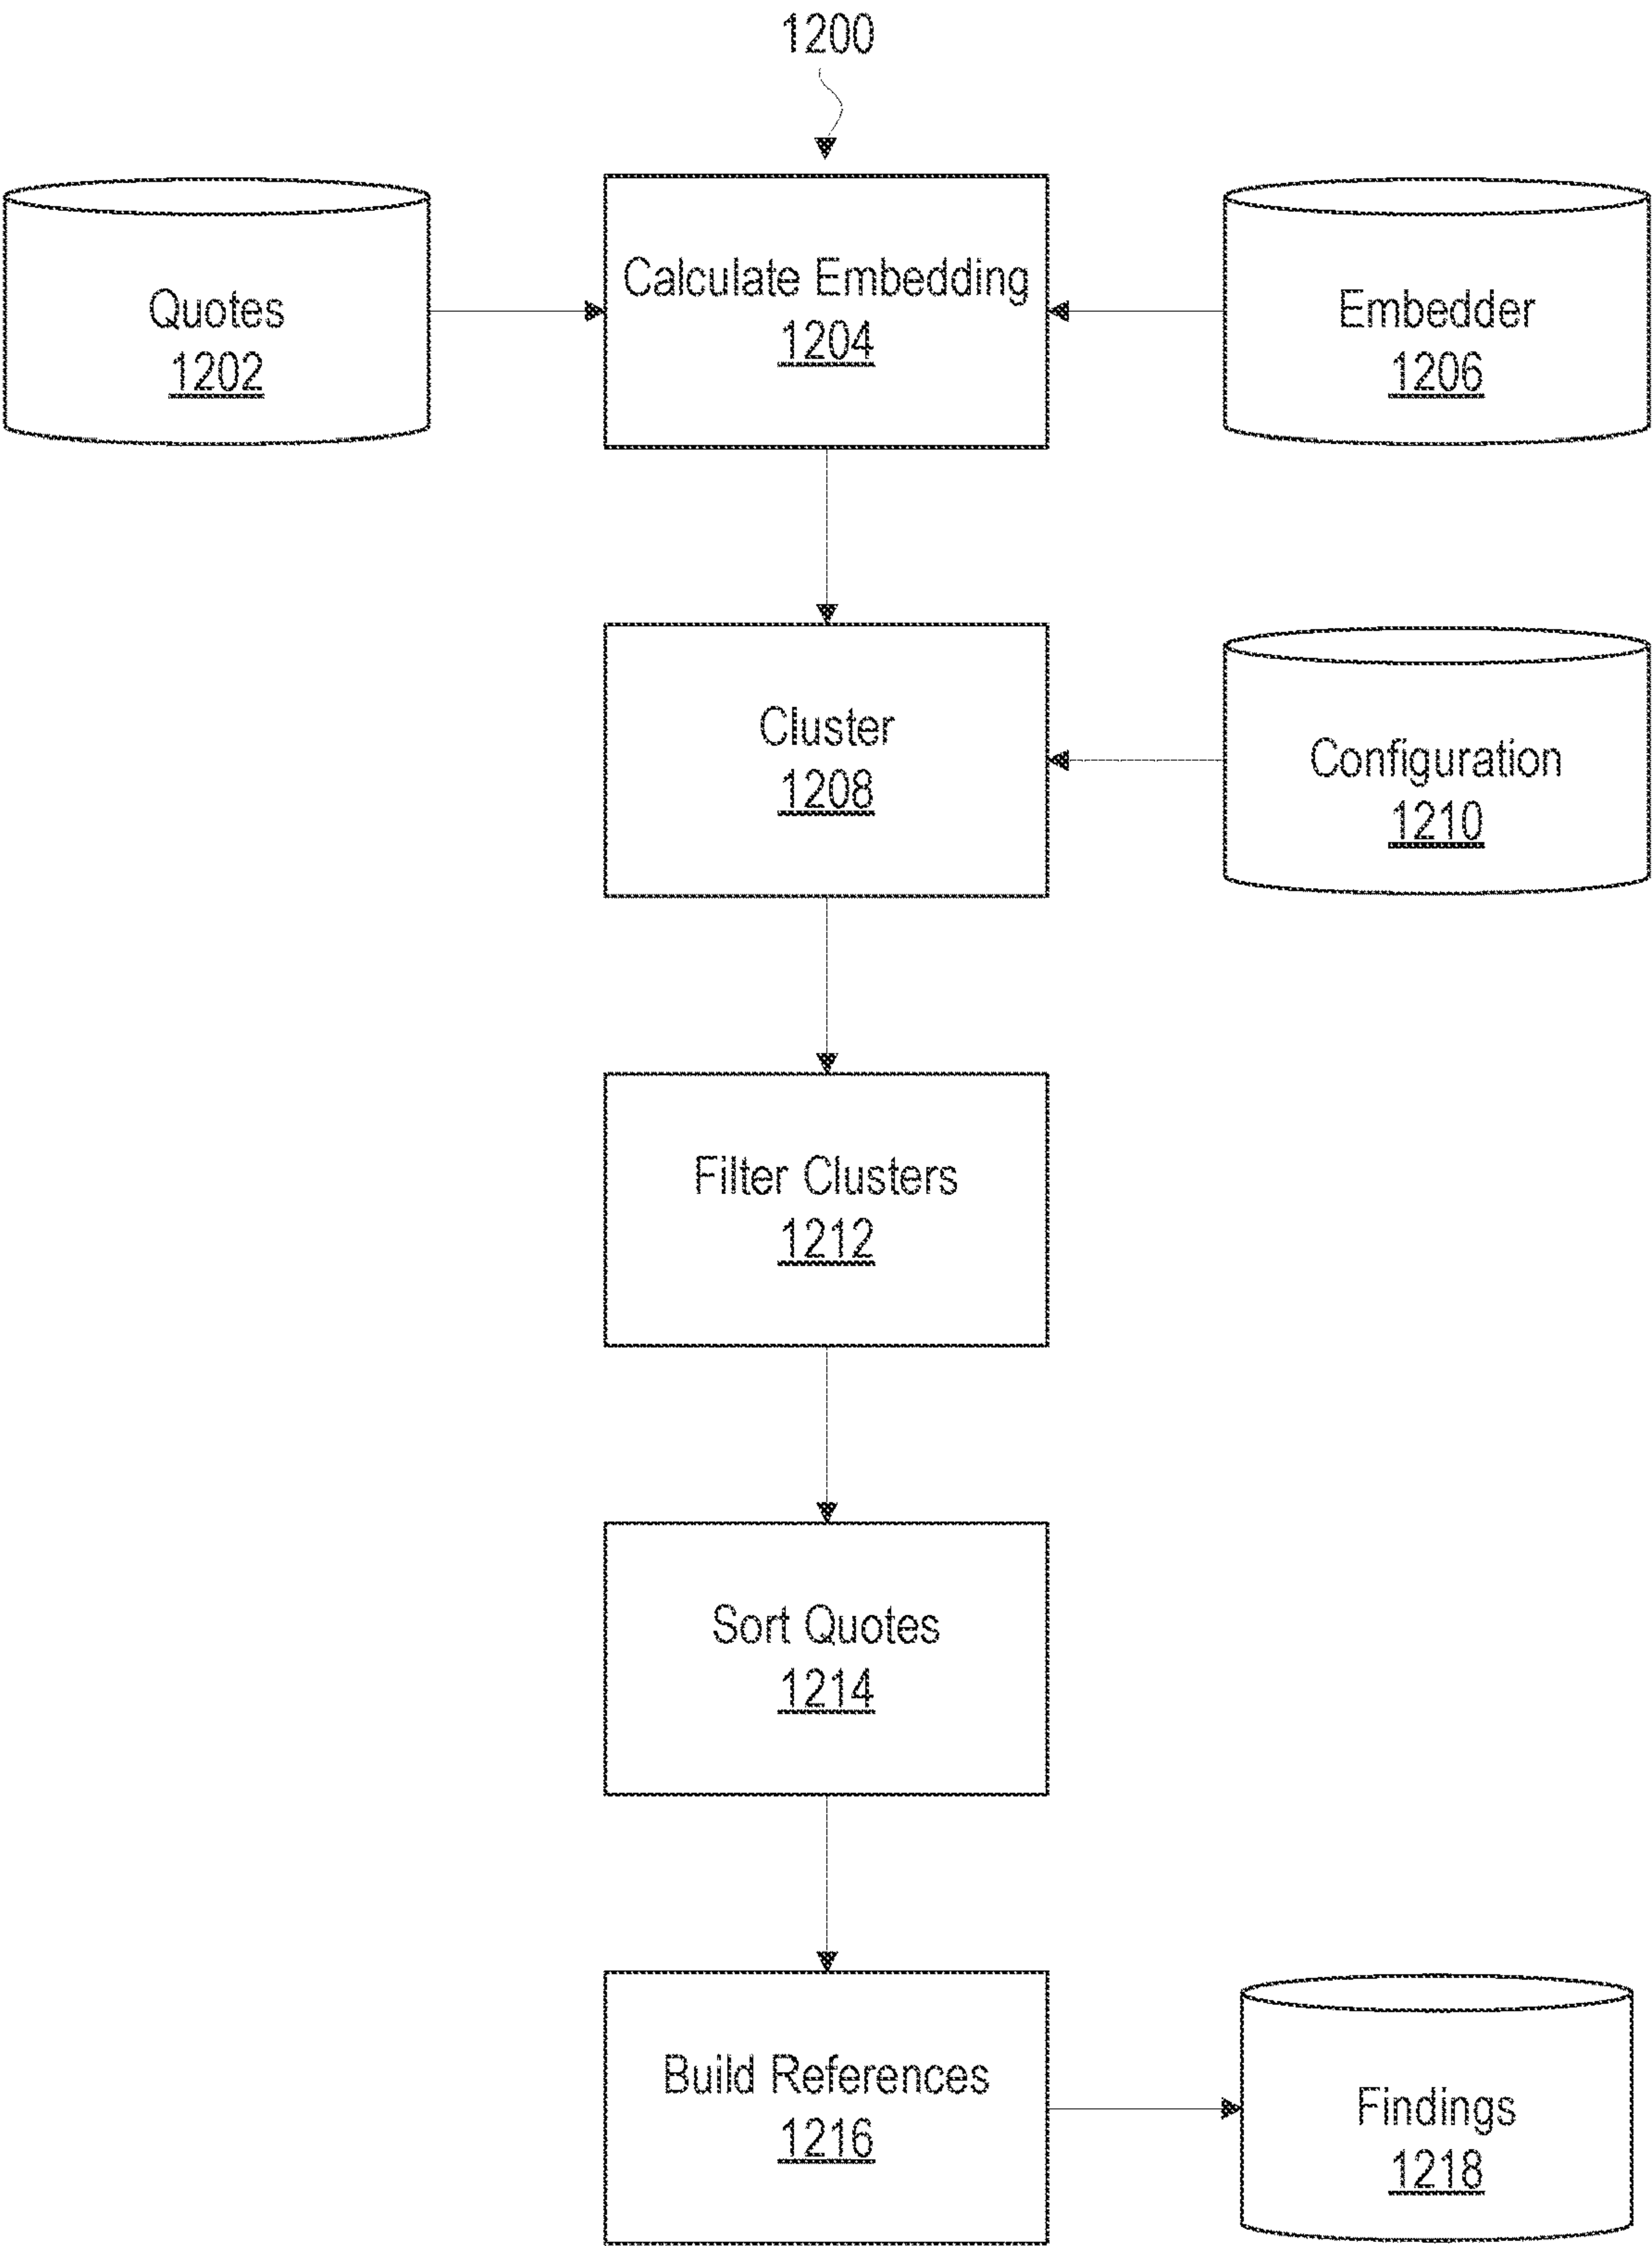 1200
Quotes
1202
Calculate Embedding
1204
Embedder
1206
Cluster
1208
Configuration
1210
Filter Clusters
1212
Sort Quotes
1214
Build References
1216
Findings
1218